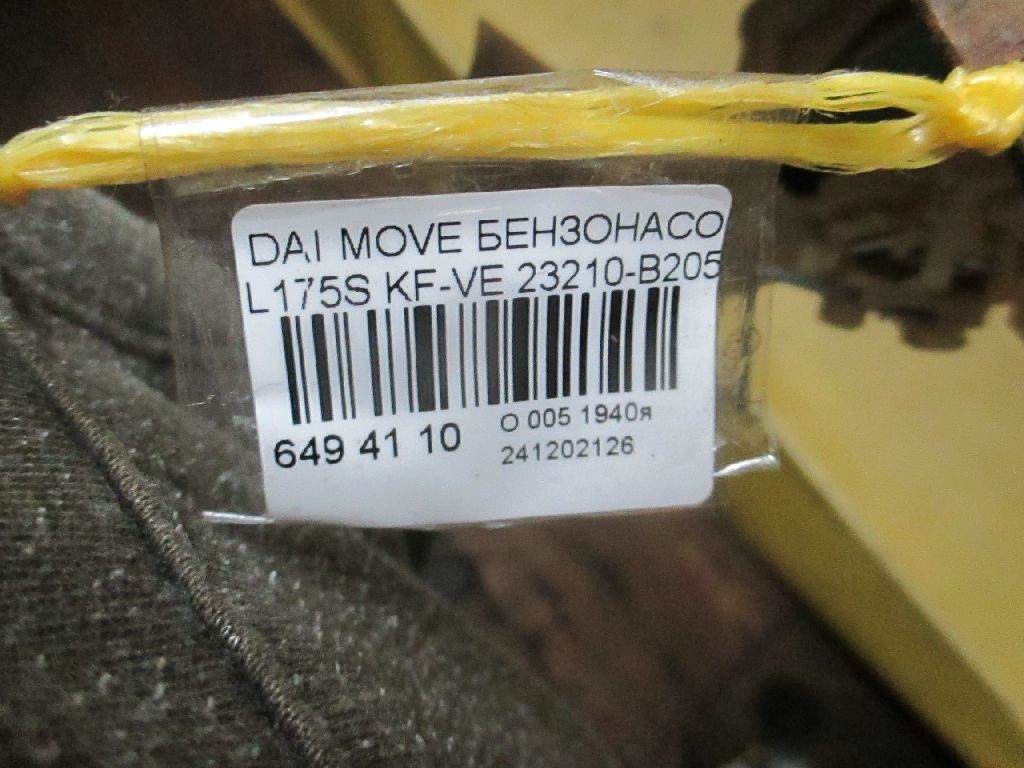 DAI MOVE БЕНЗОНАСО
L175S KF-VE 23210-B205
649 41 10
O 005 1940я
241202126